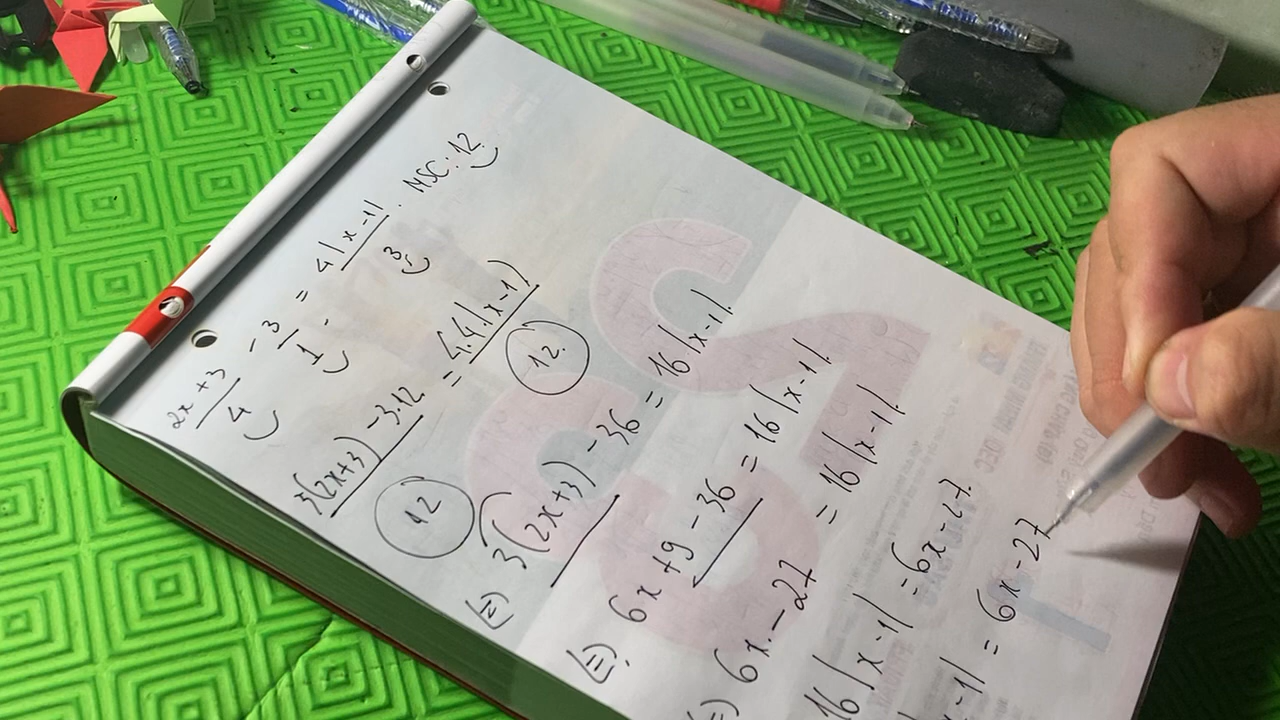 (2x+3)/4 - 3/1 = 4|x-1|/3. MSC: 12
(3(2x+3) - 3.12)/12 = 4.4.|x-1|/12.
(=) 3(2x+3) - 36 = 16|x-1|.
(=). 6x + 9 - 36 = 16|x-1|.
6x - 27 = 16|x-1|.
16|x-1| = 6x - 27.
-1| = 6x - 27